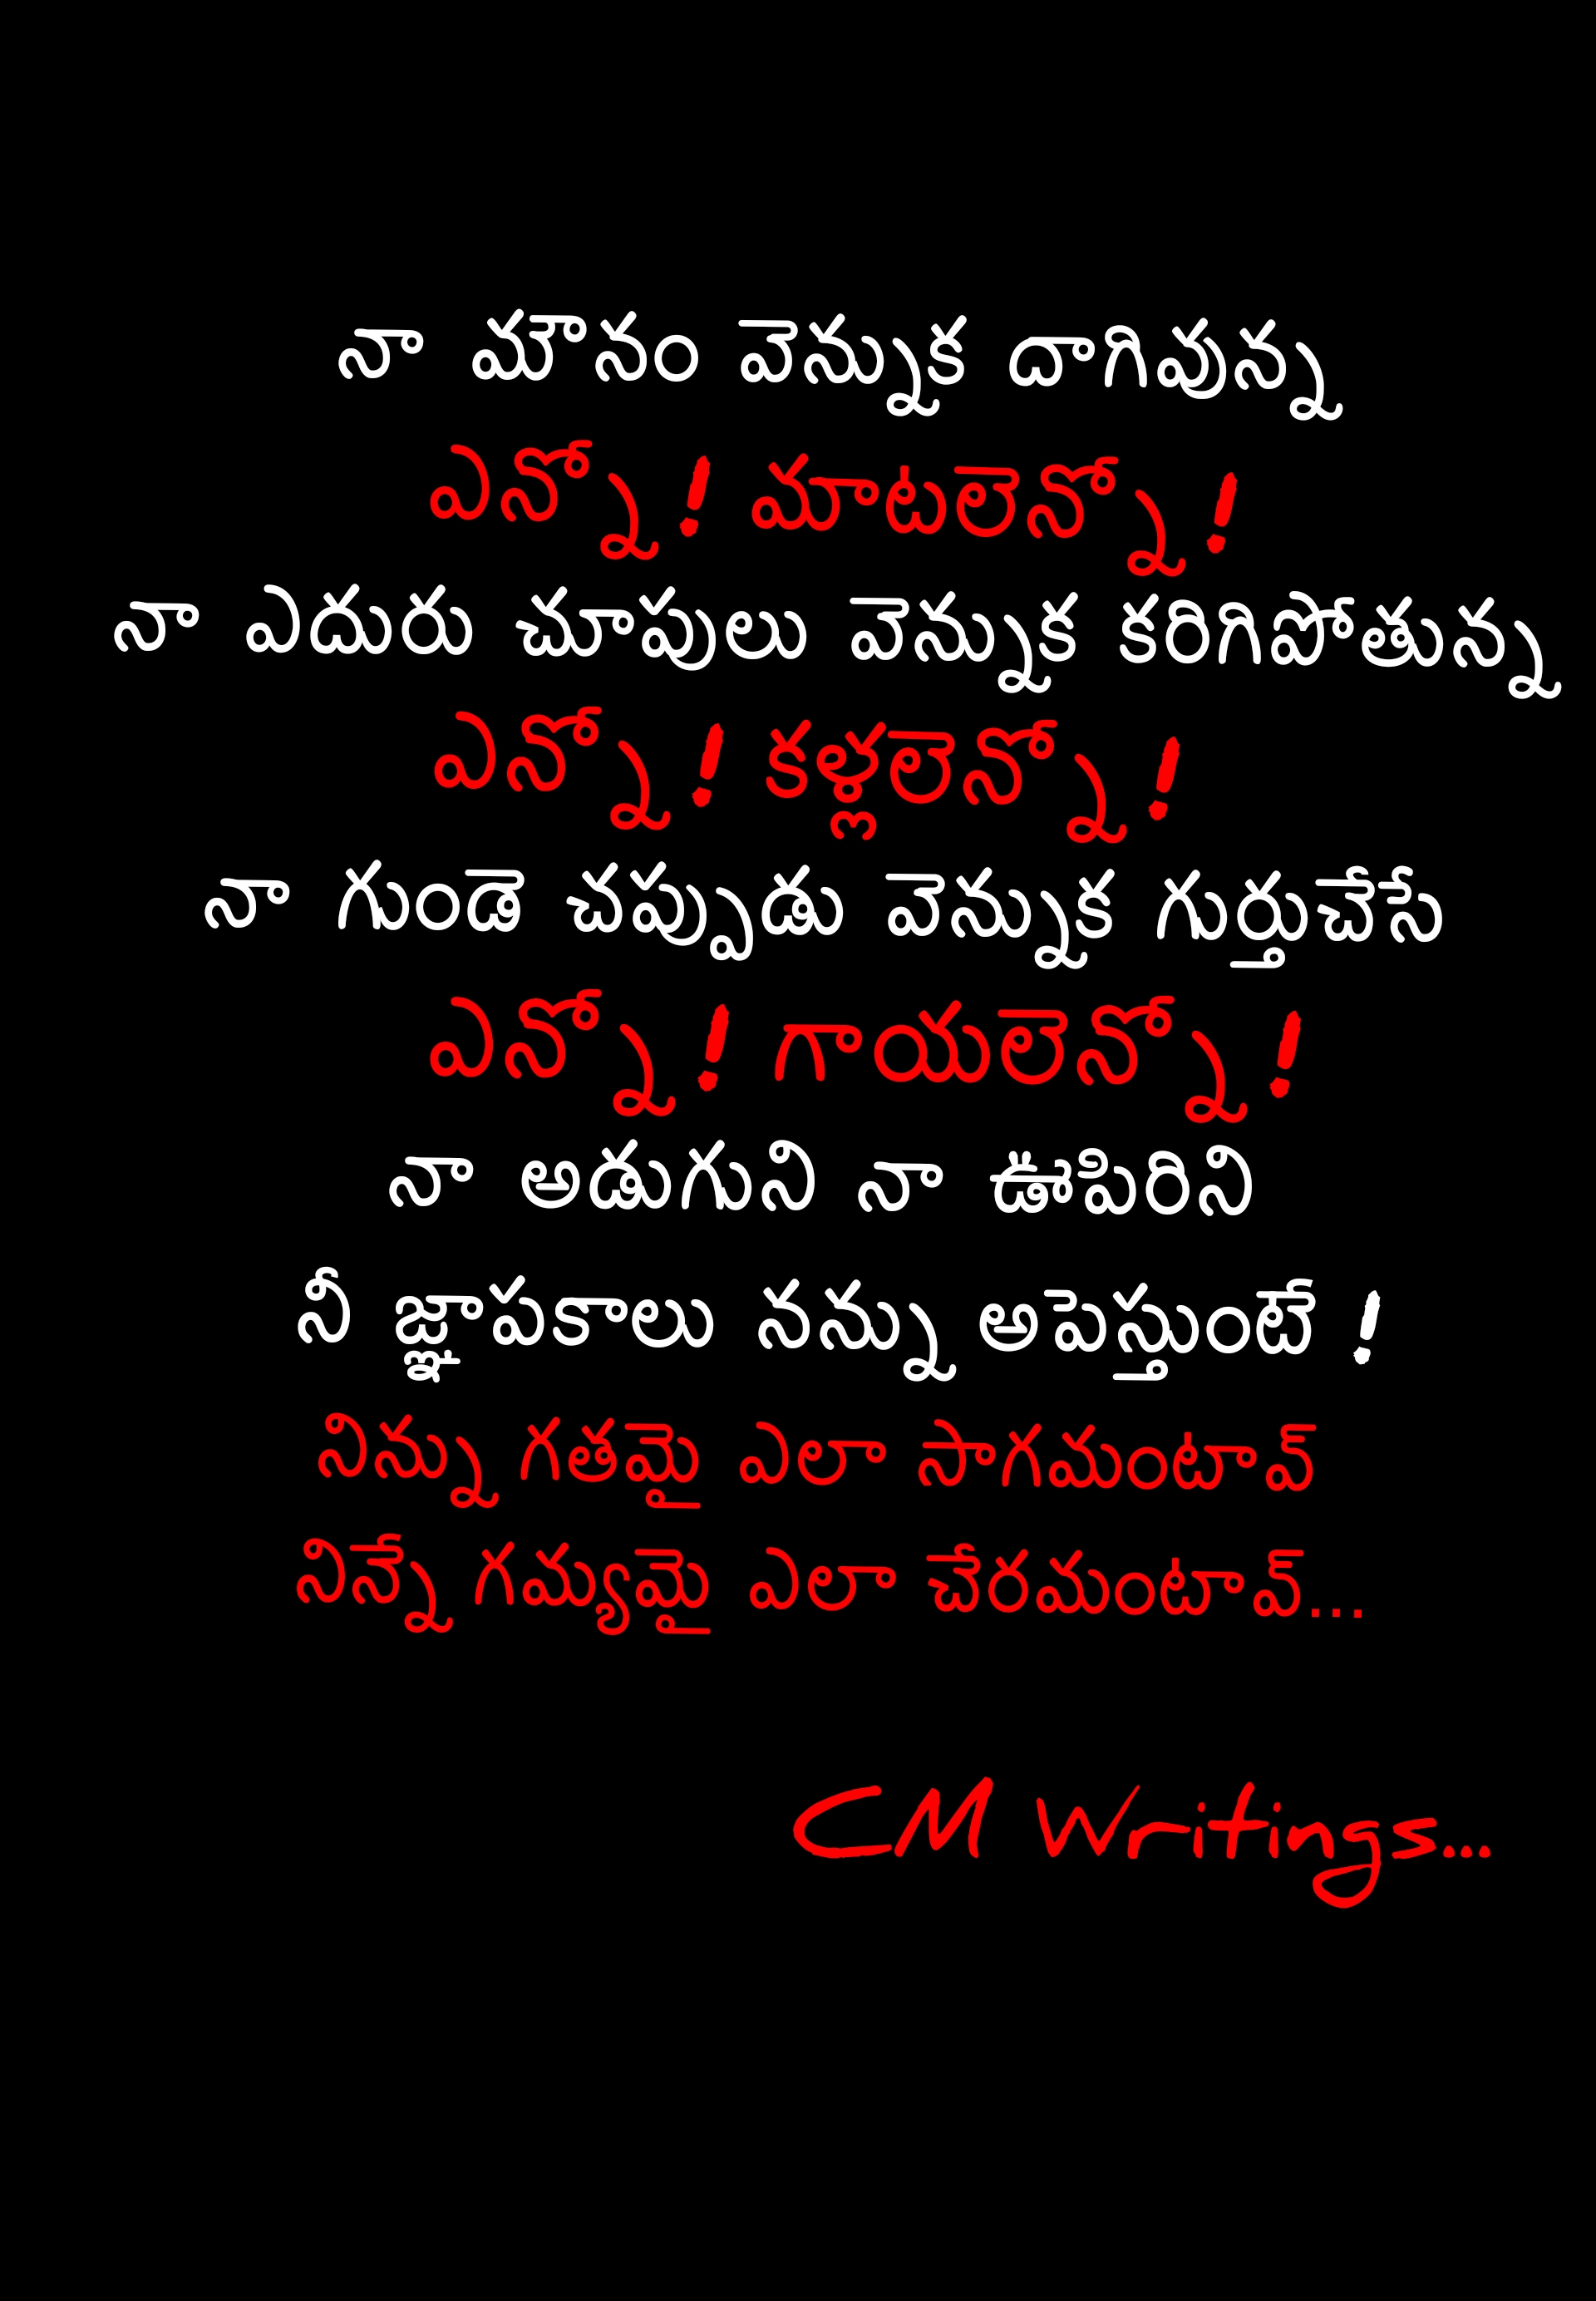 నా మౌనం వెన్నుక దాగివున్న
ఎన్నో! మాటలెన్నో!
నా ఎదురు చూపులు వెన్నుక కరిగిపోతున్న
ఎన్నో! కళ్లలెన్నో!
నా గుండె చప్పుడు వెన్నుక గుర్తుచేసే
ఎన్నో! గాయలెన్నో!
నా అడుగుని నా ఊపిరిని
నీ జ్ఞాపకాలు నన్ను అపెస్తుంటే!
నిన్ను గతమై ఎలా సాగమంటావ్
నిన్నే గమ్యమై ఎలా చేరమంటావ్...
CM Writings...